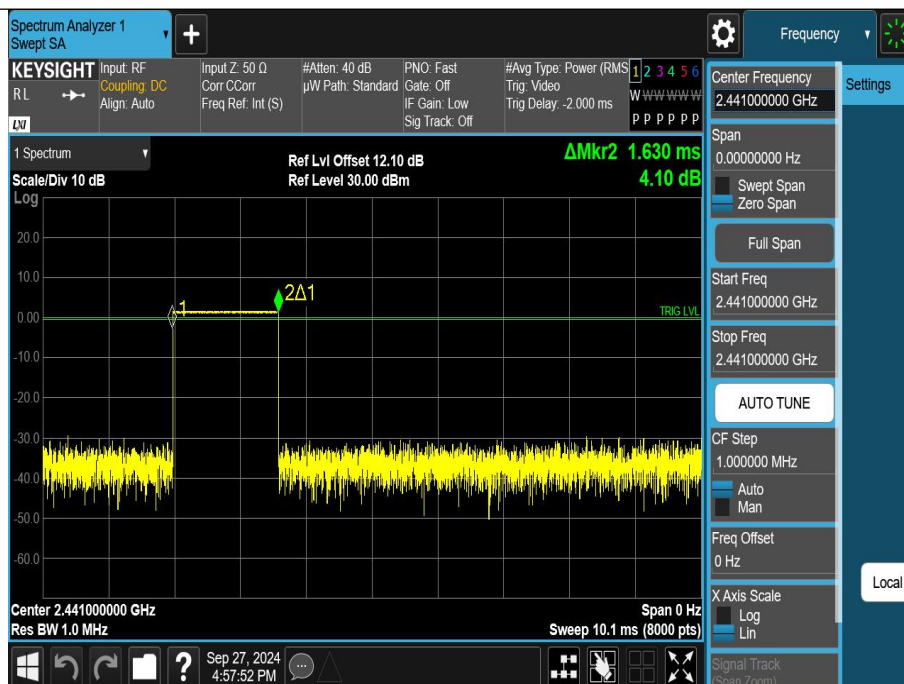 Spectrum Analyzer 1
Swept SA
+
Frequency
KEYSIGHT
R L
LXI
Input: RF
Coupling: DC
Align: Auto
Input Z: 50 Ω
Corr CCorr
Freq Ref: Int (S)
#Atten: 40 dB
µW Path: Standard
PNO: Fast
Gate: Off
IF Gain: Low
Sig Track: Off
#Avg Type: Power (RMS
Trig: Video
Trig Delay: -2.000 ms
1 2 3 4 5 6
W W W W W W
P P P P P P
1 Spectrum
Scale/Div 10 dB
Log
Ref Lvl Offset 12.10 dB
Ref Level 30.00 dBm
ΔMkr2 1.630 ms
4.10 dB
20.0
10.0
0.00
-10.0
-20.0
-30.0
-40.0
-50.0
-60.0
1
2Δ1
TRIG LVL
Center 2.441000000 GHz
Res BW 1.0 MHz
Span 0 Hz
Sweep 10.1 ms (8000 pts)
?
Sep 27, 2024
4:57:52 PM
Center Frequency
2.441000000 GHz
Span
0.00000000 Hz
Swept Span
Zero Span
Full Span
Start Freq
2.441000000 GHz
Stop Freq
2.441000000 GHz
AUTO TUNE
CF Step
1.000000 MHz
Auto
Man
Freq Offset
0 Hz
X Axis Scale
Log
Lin
Signal Track
(Span Zoom)
Settings
Local